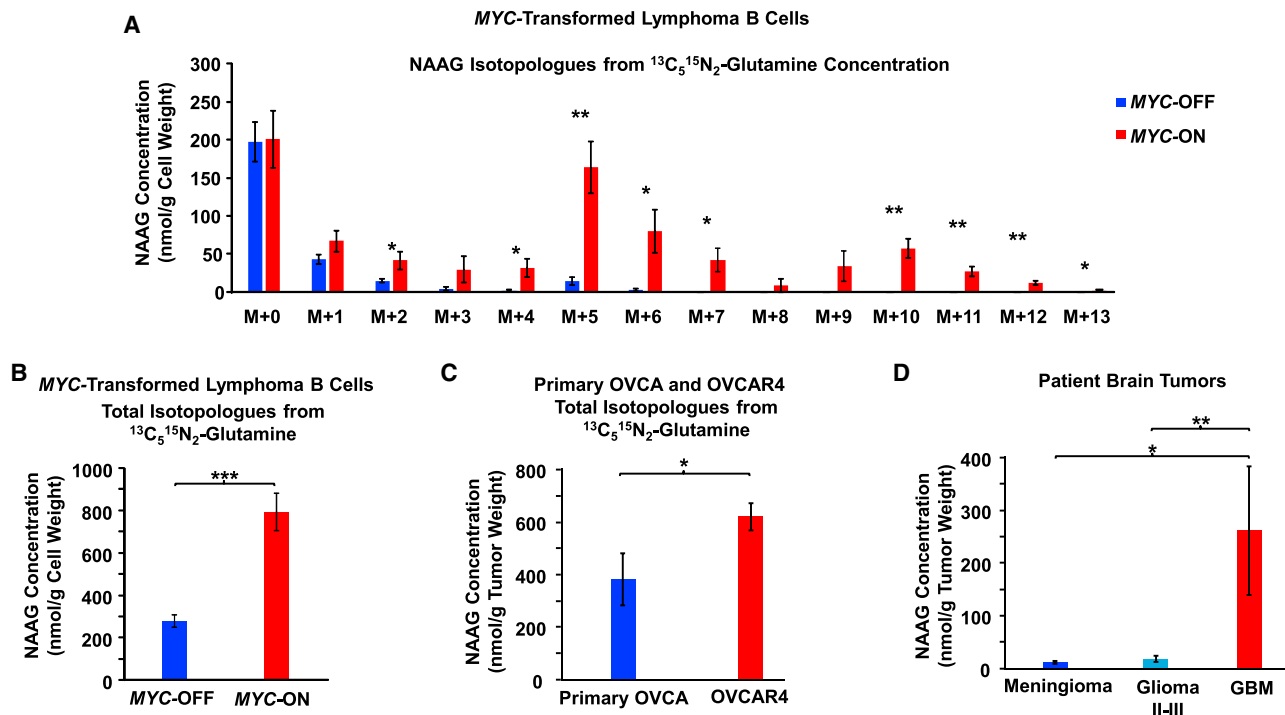 A
MYC-Transformed Lymphoma B Cells
NAAG Isotopologues from ¹³C₅¹⁵N₂-Glutamine Concentration
NAAG Concentration
(nmol/g Cell Weight)
300
250
200
150
100
50
0
* * ** * * ** ** ** *
M+0 M+1 M+2 M+3 M+4 M+5 M+6 M+7 M+8 M+9 M+10 M+11 M+12 M+13
MYC-OFF
MYC-ON
B
MYC-Transformed Lymphoma B Cells
Total Isotopologues from
¹³C₅¹⁵N₂-Glutamine
NAAG Concentration
(nmol/g Cell Weight)
1000
800
600
400
300
200
0
***
MYC-OFF MYC-ON
C
Primary OVCA and OVCAR4
Total Isotopologues from
¹³C₅¹⁵N₂-Glutamine
NAAG Concentration
(nmol/g Tumor Weight)
800
600
400
200
0
*
Primary OVCA OVCAR4
D
Patient Brain Tumors
NAAG Concentration
(nmol/g Tumor Weight)
400
300
200
100
0
**
*
Meningioma Glioma GBM
II-III